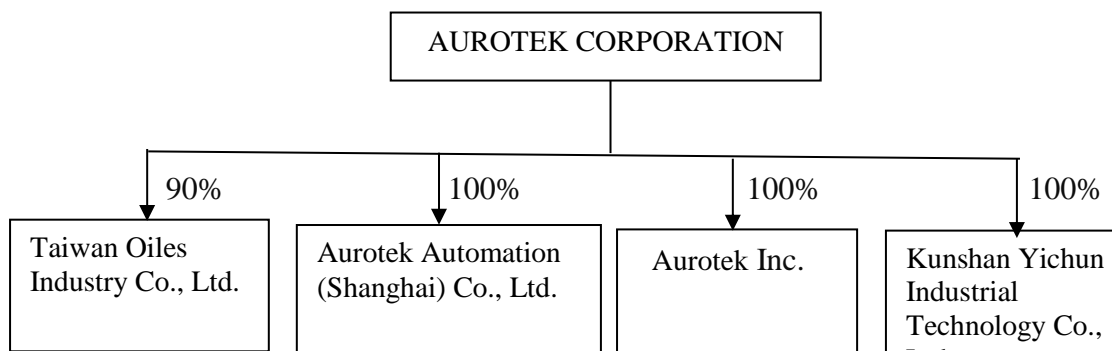 AUROTEK CORPORATION
90%
100%
100%
100%
Taiwan Oiles
Industry Co., Ltd.
Aurotek Automation
(Shanghai) Co., Ltd.
Aurotek Inc.
Kunshan Yichun
Industrial
Technology Co.,